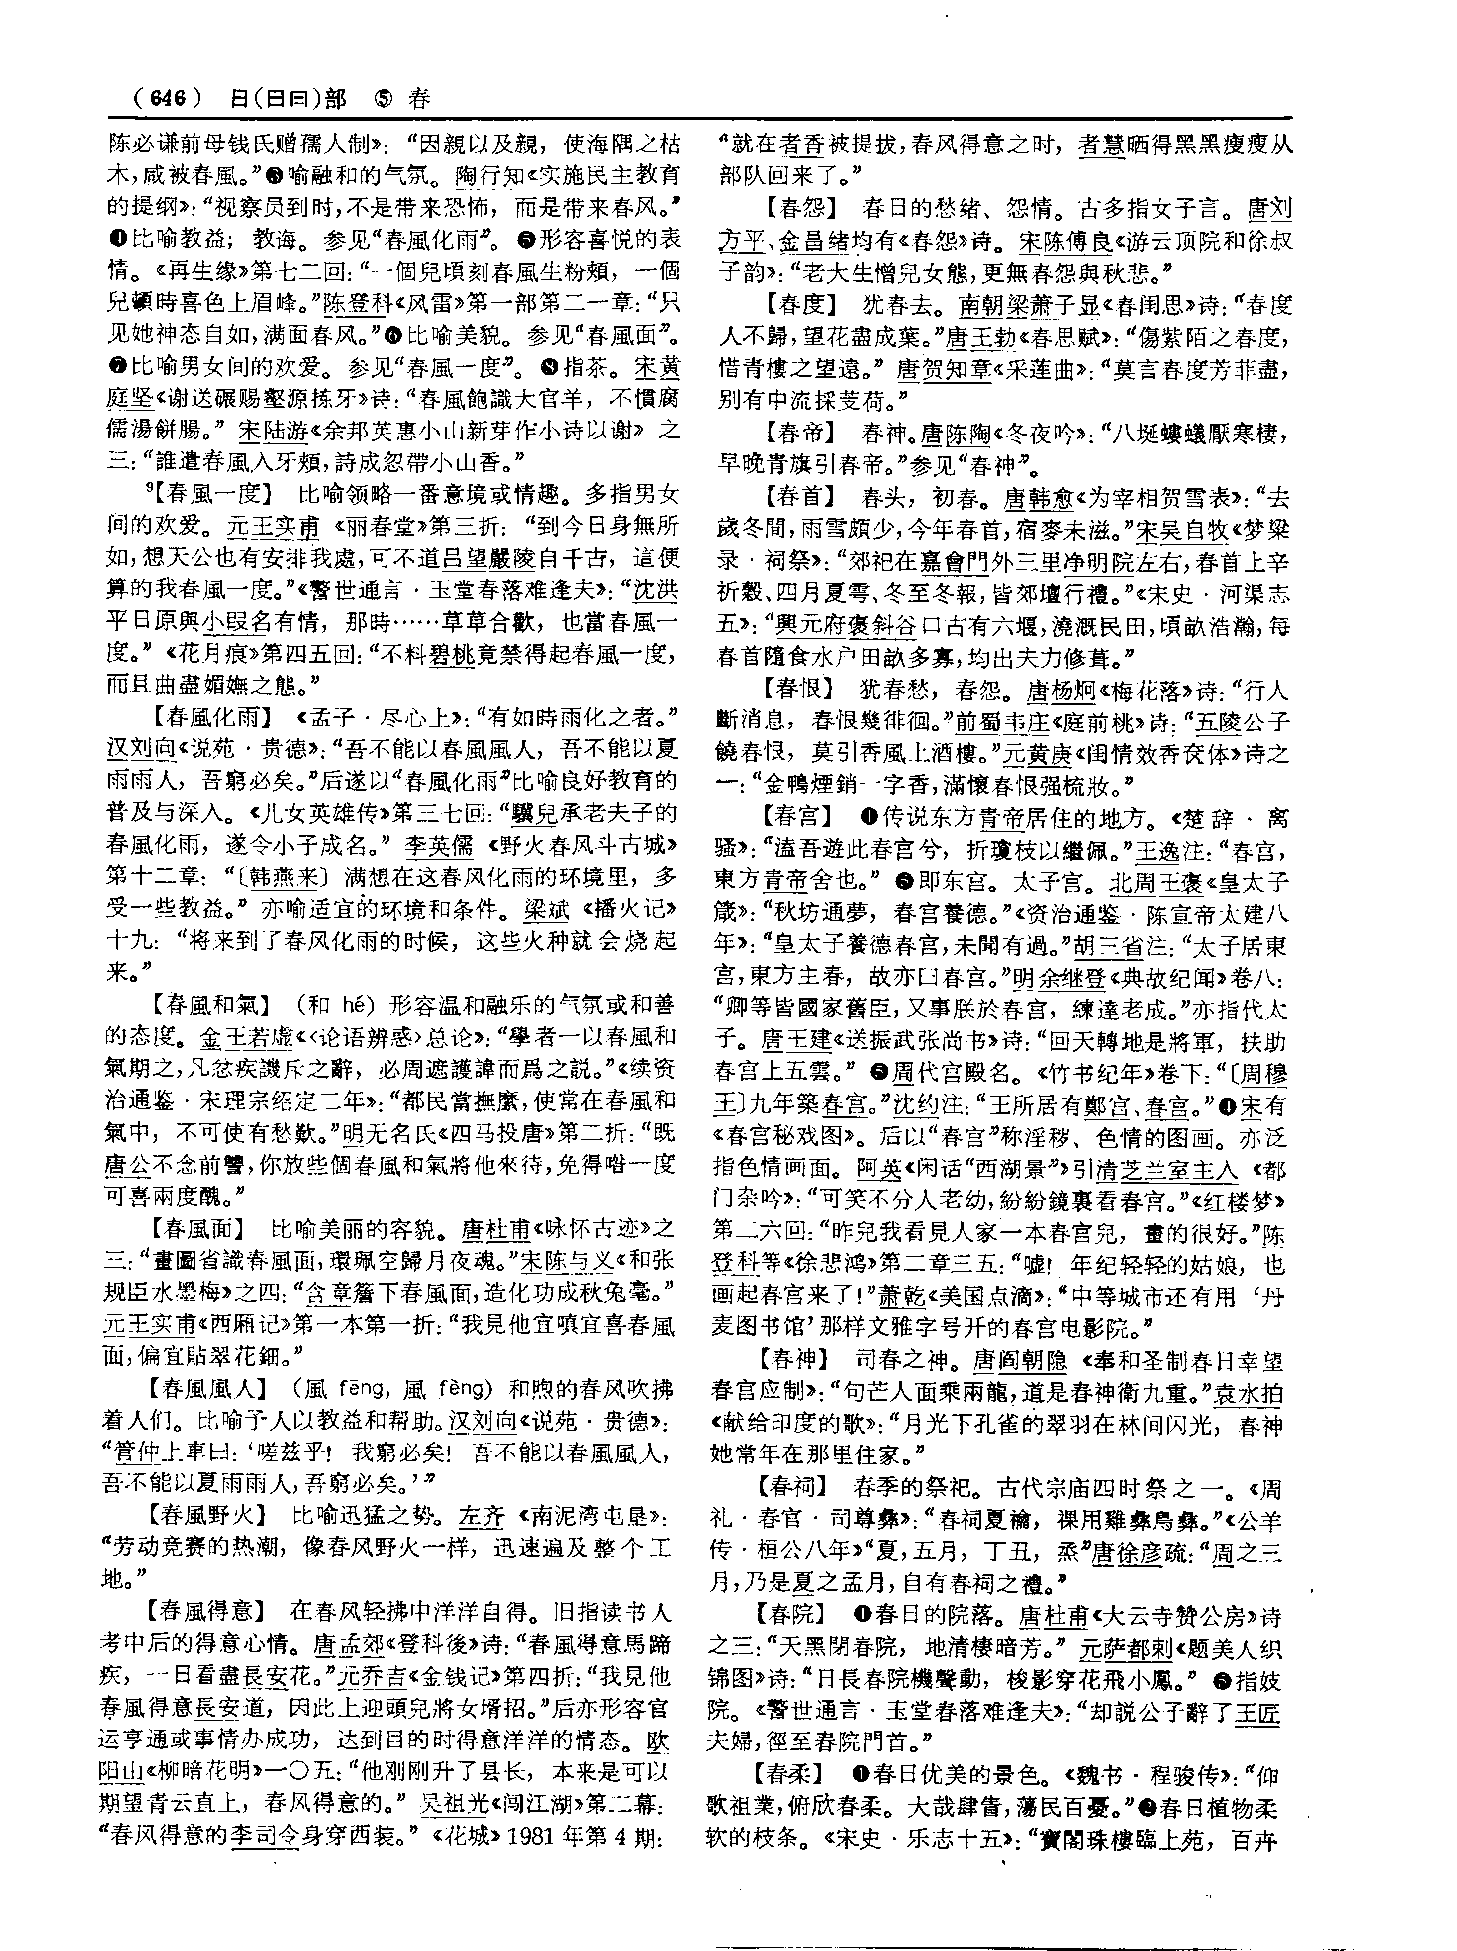 （646） 日(日曰)部 ⑤ 春
陈必谦前母钱氏赠孺人制》：“因親以及親，使海隅之枯
木，咸被春風。”❸喻融和的气氛。陶行知《实施民主教育
的提纲》：“视察员到时，不是带来恐怖，而是带来春风。”
❹比喻教益；教海。参见“春風化雨”。❺形容喜悦的表
情。《再生缘》第七二回：“一個兒頃刻春風生粉頰，一個
兒頓時喜色上眉峰。”陈登科《风雷》第一部第二一章：“只
见她神态自如，满面春风。”❻比喻美貌。参见“春風面”。
❼比喻男女间的欢爱。参见“春風一度”。❽指茶。宋黄
庭坚《谢送碾赐壑源拣牙》诗：“春風飽識大官羊，不慣腐
儒湯餅腸。”宋陆游《余邦英惠小山新芽作小诗以谢》之
三：“誰遣春風入牙頰，詩成忽帶小山香。”
⁹【春風一度】 比喻领略一番意境或情趣。多指男女
间的欢爱。元王实甫《丽春堂》第三折：“到今日身無所
如，想天公也有安排我處，可不道吕望嚴陵自千古，這便
算的我春風一度。”《警世通言·玉堂春落难逢夫》：“沈洪
平日原與小叚名有情，那時……草草合歡，也當春風一
度。”《花月痕》第四五回：“不料碧桃竟禁得起春風一度，
而且曲盡媚嫵之態。”
【春風化雨】 《孟子·尽心上》：“有如時雨化之者。”
汉刘向《说苑·贵德》：“吾不能以春風風人，吾不能以夏
雨雨人，吾窮必矣。”后遂以“春風化雨”比喻良好教育的
普及与深入。《儿女英雄传》第三七回：“驥兒承老夫子的
春風化雨，遂令小子成名。”李英儒《野火春风斗古城》
第十二章：“〔韩燕来〕满想在这春风化雨的环境里，多
受一些教益。”亦喻适宜的环境和条件。梁斌《播火记》
十九：“将来到了春风化雨的时候，这些火种就会烧起
来。”
【春風和氣】 （和 hé）形容温和融乐的气氛或和善
的态度。金王若虚《〈论语辨惑〉总论》：“學者一以春風和
氣期之，凡忿疾譏斥之辭，必周遮護諱而爲之説。”《续资
治通鉴·宋理宗绍定二年》：“都民當撫縻，使常在春風和
氣中，不可使有愁歎。”明无名氏《四马投唐》第二折：“既
唐公不念前讐，你放些個春風和氣將他來待，免得喒一度
可喜兩度醜。”
【春風面】 比喻美丽的容貌。唐杜甫《咏怀古迹》之
三：“畫圖省識春風面，環珮空歸月夜魂。”宋陈与义《和张
规臣水墨梅》之四：“含章簷下春風面，造化功成秋兔毫。”
元王实甫《西厢记》第一本第一折：“我見他宜嗔宜喜春風
面，偏宜貼翠花鈿。”
【春風風人】 （風 fēng，風 fèng）和煦的春风吹拂
着人们。比喻予人以教益和帮助。汉刘向《说苑·贵德》：
“管仲上車曰：‘嗟兹乎！我窮必矣！吾不能以春風風人，
吾不能以夏雨雨人，吾窮必矣。’”
【春風野火】 比喻迅猛之势。左齐《南泥湾屯垦》：
“劳动竞赛的热潮，像春风野火一样，迅速遍及整个工
地。”
【春風得意】 在春风轻拂中洋洋自得。旧指读书人
考中后的得意心情。唐孟郊《登科後》诗：“春風得意馬蹄
疾，一日看盡長安花。”元乔吉《金钱记》第四折：“我見他
春風得意長安道，因此上迎頭兒將女壻招。”后亦形容官
运亨通或事情办成功，达到目的时得意洋洋的情态。欧
阳山《柳暗花明》一〇五：“他刚刚升了县长，本来是可以
期望青云直上，春风得意的。”吴祖光《闯江湖》第二幕：
“春风得意的李司令身穿西装。”《花城》1981年第4期：
“就在者香被提拔，春风得意之时，者慧晒得黑黑瘦瘦从
部队回来了。”
【春怨】 春日的愁绪、怨情。古多指女子言。唐刘
方平、金昌绪均有《春怨》诗。宋陈傅良《游云顶院和徐叔
子韵》：“老大生憎兒女態，更無春怨與秋悲。”
【春度】 犹春去。南朝梁萧子显《春闺思》诗：“春度
人不歸，望花盡成葉。”唐王勃《春思赋》：“傷紫陌之春度，
惜青樓之望遠。”唐贺知章《采莲曲》：“莫言春度芳菲盡，
别有中流採芰荷。”
【春帝】 春神。唐陈陶《冬夜吟》：“八埏螻蟻厭寒棲，
早晚青旗引春帝。”参见“春神”。
【春首】 春头，初春。唐韩愈《为宰相贺雪表》：“去
歲冬間，雨雪頗少，今年春首，宿麥未滋。”宋吴自牧《梦粱
录·祠祭》：“郊祀在嘉會門外三里净明院左右，春首上辛
祈穀、四月夏雩、冬至冬報，皆郊壇行禮。”《宋史·河渠志
五》：“興元府褒斜谷口古有六堰，澆溉民田，頃畝浩瀚，每
春首隨食水户田畝多寡，均出夫力修葺。”
【春恨】 犹春愁，春怨。唐杨炯《梅花落》诗：“行人
斷消息，春恨幾徘徊。”前蜀韦庄《庭前桃》诗：“五陵公子
饒春恨，莫引香風上酒樓。”元黄庚《闺情效香奁体》诗之
一：“金鴨煙銷一字香，滿懷春恨强梳妝。”
【春宫】 ❶传说东方青帝居住的地方。《楚辞·离
骚》：“溘吾遊此春宫兮，折瓊枝以繼佩。”王逸注：“春宫，
東方青帝舍也。”❷即东宫。太子宫。北周王褒《皇太子
箴》：“秋坊通夢，春宫養德。”《资治通鉴·陈宣帝太建八
年》：“皇太子養德春宫，未聞有過。”胡三省注：“太子居東
宫，東方主春，故亦曰春宫。”明余继登《典故纪闻》卷八：
“卿等皆國家舊臣，又事朕於春宫，練達老成。”亦指代太
子。唐王建《送振武张尚书》诗：“回天轉地是將軍，扶助
春宫上五雲。”❸周代宫殿名。《竹书纪年》卷下：“〔周穆
王〕九年築春宫。”沈约注：“王所居有鄭宫、春宫。”❹宋有
《春宫秘戏图》。后以“春宫”称淫秽、色情的图画。亦泛
指色情画面。阿英《闲话“西湖景”》引清芝兰室主人《都
门杂吟》：“可笑不分人老幼，紛紛鏡裏看春宫。”《红楼梦》
第二六回：“昨兒我看見人家一本春宫兒，畫的很好。”陈
登科等《徐悲鸿》第二章三五：“嘘！年纪轻轻的姑娘，也
画起春宫来了！”萧乾《美国点滴》：“中等城市还有用‘丹
麦图书馆’那样文雅字号开的春宫电影院。”
【春神】 司春之神。唐阎朝隐《奉和圣制春日幸望
春宫应制》：“句芒人面乘兩龍，道是春神衛九重。”袁水拍
《献给印度的歌》：“月光下孔雀的翠羽在林间闪光，春神
她常年在那里住家。”
【春祠】 春季的祭祀。古代宗庙四时祭之一。《周
礼·春官·司尊彝》：“春祠夏禴，祼用雞彝鳥彝。”《公羊
传·桓公八年》“夏，五月，丁丑，烝”唐徐彦疏：“周之三
月，乃是夏之孟月，自有春祠之禮。”
【春院】 ❶春日的院落。唐杜甫《大云寺赞公房》诗
之三：“天黑閉春院，地清棲暗芳。”元萨都剌《题美人织
锦图》诗：“日長春院機聲動，梭影穿花飛小鳳。”❷指妓
院。《警世通言·玉堂春落难逢夫》：“却説公子辭了王匠
夫婦，徑至春院門首。”
【春柔】 ❶春日优美的景色。《魏书·程骏传》：“仰
歌祖業，俯欣春柔。大哉肆眚，蕩民百憂。”❷春日植物柔
软的枝条。《宋史·乐志十五》：“寶閣珠樓臨上苑，百卉